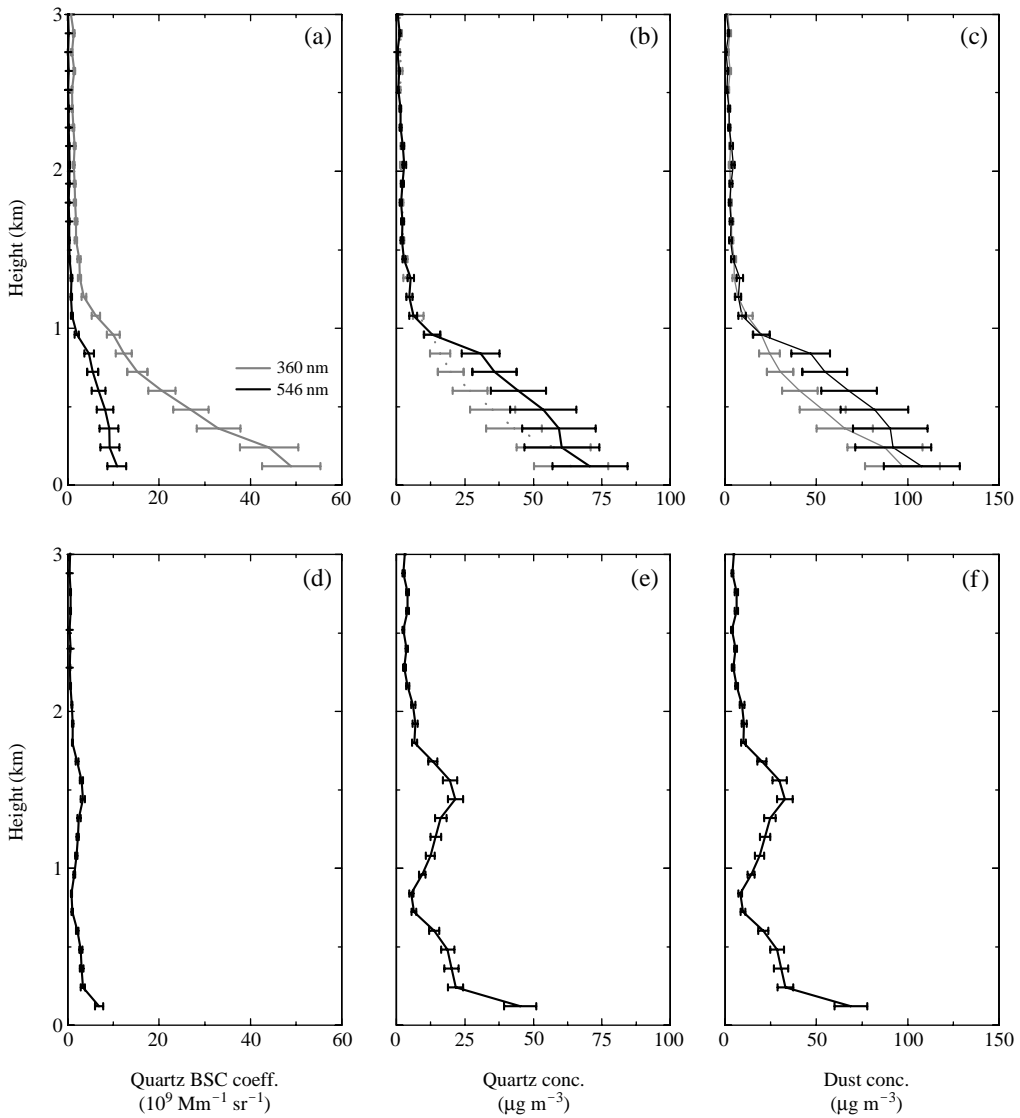 3
(a)
(b)
(c)
2
Height (km)
1
360 nm
546 nm
0
0 20 40 60
0 25 50 75 100
0 50 100 150
3
(d)
(e)
(f)
2
Height (km)
1
0
0 20 40 60
0 25 50 75 100
0 50 100 150
Quartz BSC coeff.
(10⁹ Mm⁻¹ sr⁻¹)
Quartz conc.
(μg m⁻³)
Dust conc.
(μg m⁻³)